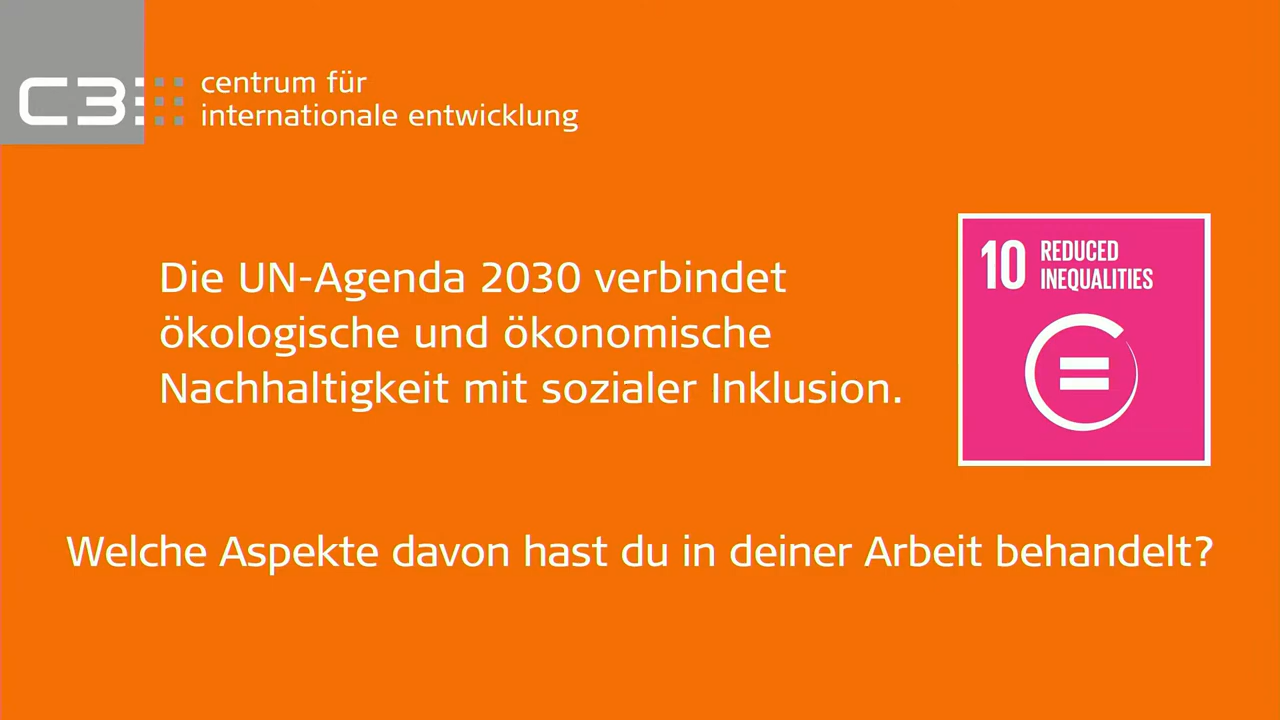 C3
centrum für
internationale entwicklung
10 REDUCED
INEQUALITIES
Die UN-Agenda 2030 verbindet
ökologische und ökonomische
Nachhaltigkeit mit sozialer Inklusion.
Welche Aspekte davon hast du in deiner Arbeit behandelt?